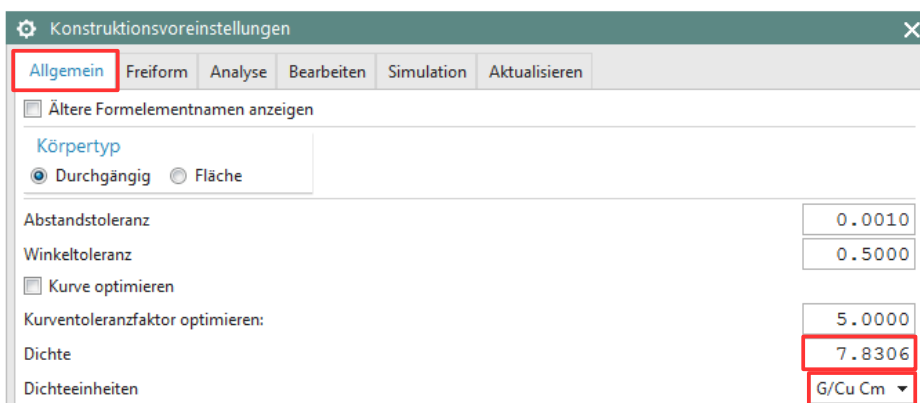 Konstruktionsvoreinstellungen
Allgemein Freiform Analyse Bearbeiten Simulation Aktualisieren
Ältere Formelementnamen anzeigen
Körpertyp
Durchgängig Fläche
Abstandstoleranz 0.0010
Winkeltoleranz 0.5000
Kurve optimieren
Kurventoleranzfaktor optimieren: 5.0000
Dichte 7.8306
Dichteeinheiten G/Cu Cm